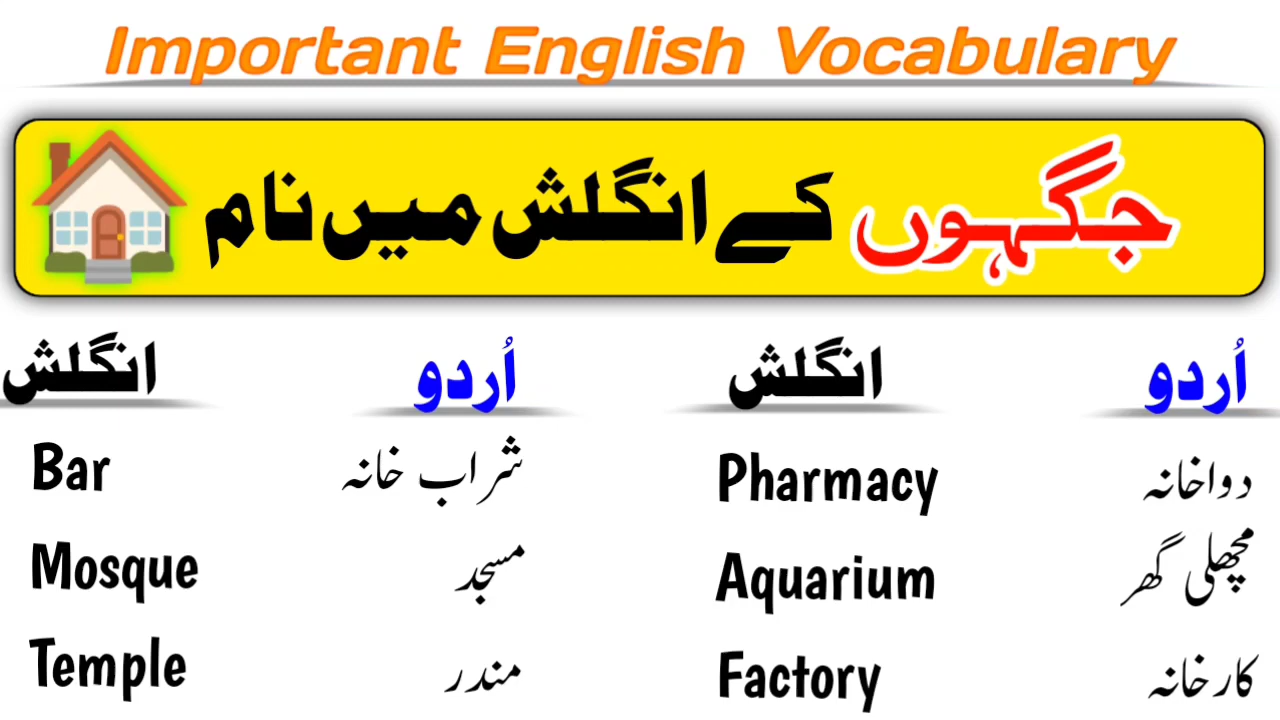 Important English Vocabulary
جگہوں کے انگلش میں نام
انگلش اُردو انگلش اُردو
Bar شراب خانہ Pharmacy دواخانہ
Mosque مسجد Aquarium مچھلی گھر
Temple مندر Factory کارخانہ